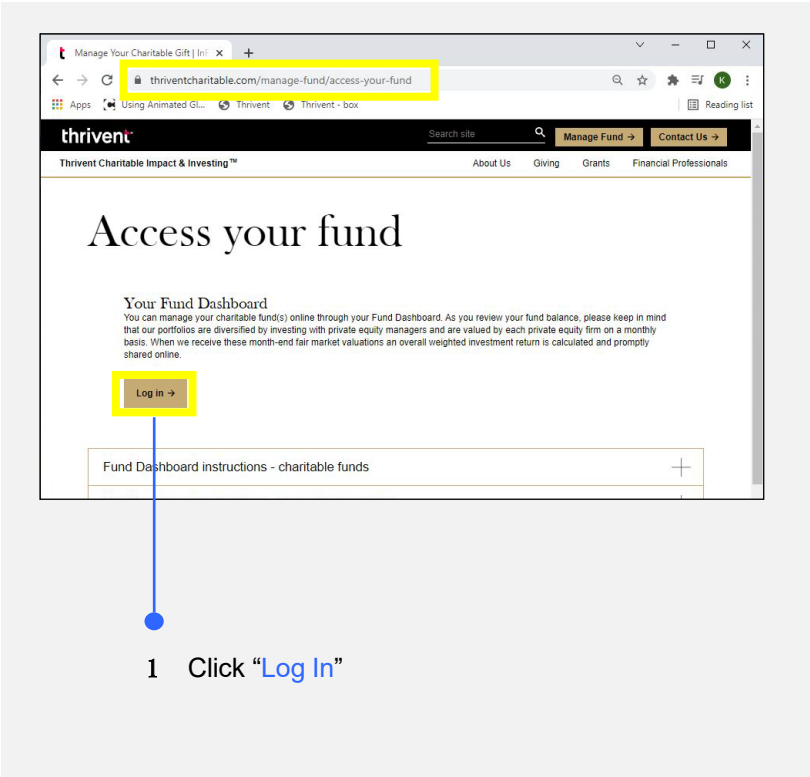 Manage Your Charitable Gift | Inf
thriventcharitable.com/manage-fund/access-your-fund
K
Apps Using Animated GI... Thrivent Thrivent - box Reading list
thrivent Search site Manage Fund → Contact Us →
Thrivent Charitable Impact & Investing™ About Us Giving Grants Financial Professionals
Access your fund
Your Fund Dashboard
You can manage your charitable fund(s) online through your Fund Dashboard. As you review your fund balance, please keep in mind
that our portfolios are diversified by investing with private equity managers and are valued by each private equity firm on a monthly
basis. When we receive these month-end fair market valuations an overall weighted investment return is calculated and promptly
shared online.
Log in →
Fund Dashboard instructions - charitable funds
1 Click “Log In”